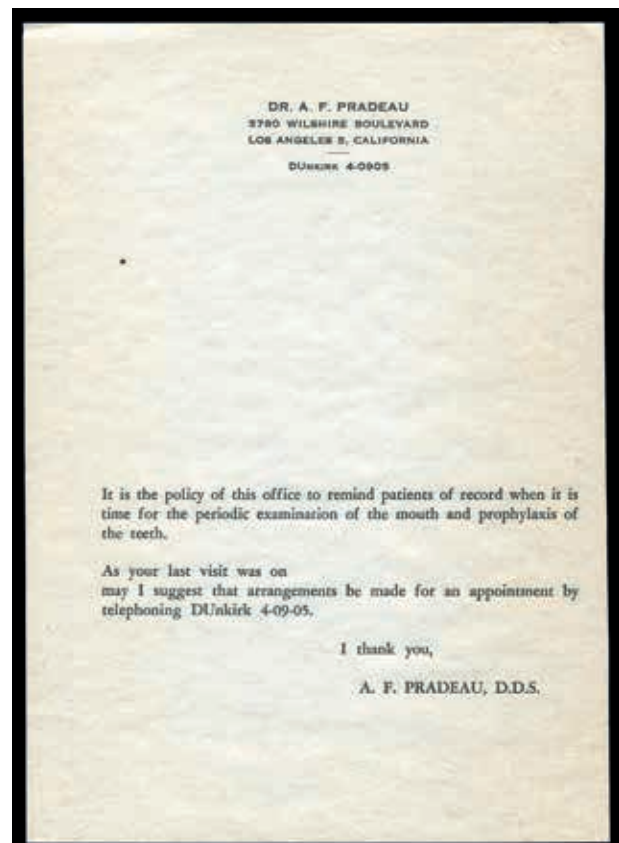 DR. A. F. PRADEAU
3780 WILSHIRE BOULEVARD
LOS ANGELES 5, CALIFORNIA
DUNKIRK 4-0905
It is the policy of this office to remind patients of record when it is
time for the periodic examination of the mouth and prophylaxis of
the teeth.
As your last visit was on
may I suggest that arrangements be made for an appointment by
telephoning DUnkirk 4-09-05.
I thank you,
A. F. PRADEAU, D.D.S.